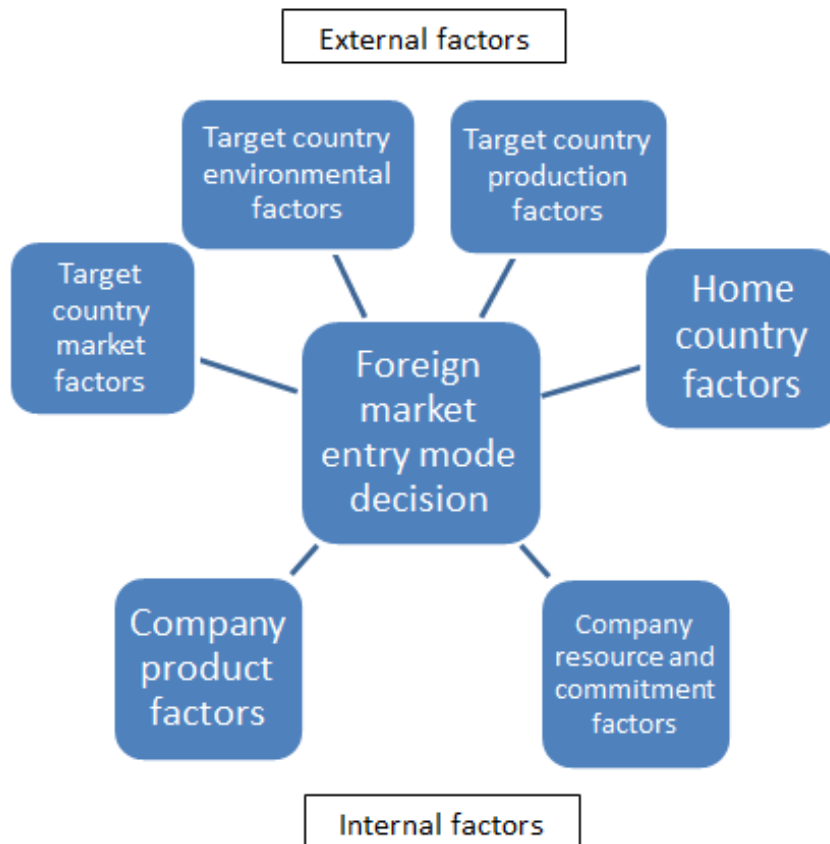 External factors
Target country
environmental
factors
Target country
production
factors
Target
country
market
factors
Home
country
factors
Foreign
market
entry mode
decision
Company
product
factors
Company
resource and
commitment
factors
Internal factors